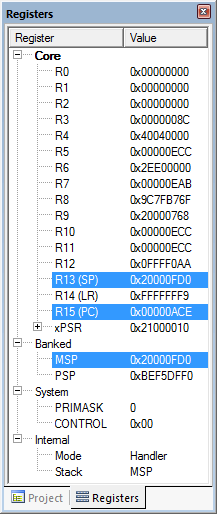 Registers
Register Value
Core
R0 0x00000000
R1 0x00000000
R2 0x00000000
R3 0x0000008C
R4 0x40040000
R5 0x00000ECC
R6 0x2EE00000
R7 0x00000EAB
R8 0x9C7FB76F
R9 0x20000768
R10 0x00000ECC
R11 0x00000ECC
R12 0x0FFFF0AA
R13 (SP) 0x20000FD0
R14 (LR) 0xFFFFFFF9
R15 (PC) 0x00000ACE
xPSR 0x21000010
Banked
MSP 0x20000FD0
PSP 0xBEF5DFF0
System
PRIMASK 0
CONTROL 0x00
Internal
Mode Handler
Stack MSP
Project Registers